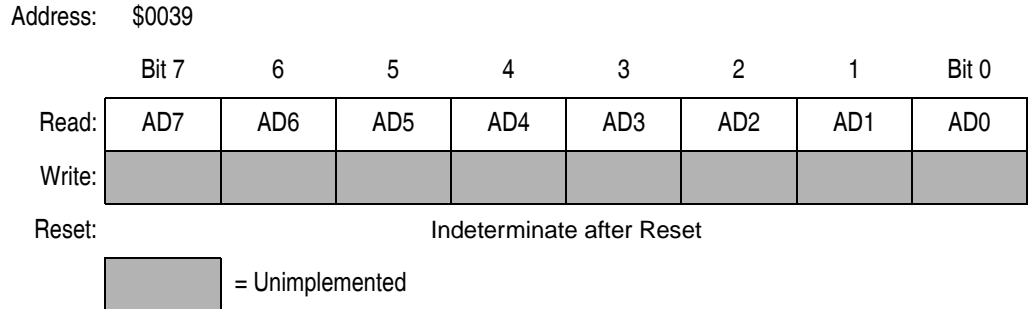 Address: $0039
Bit 7 6 5 4 3 2 1 Bit 0
Read: AD7 AD6 AD5 AD4 AD3 AD2 AD1 AD0
Write:
Reset: Indeterminate after Reset
= Unimplemented